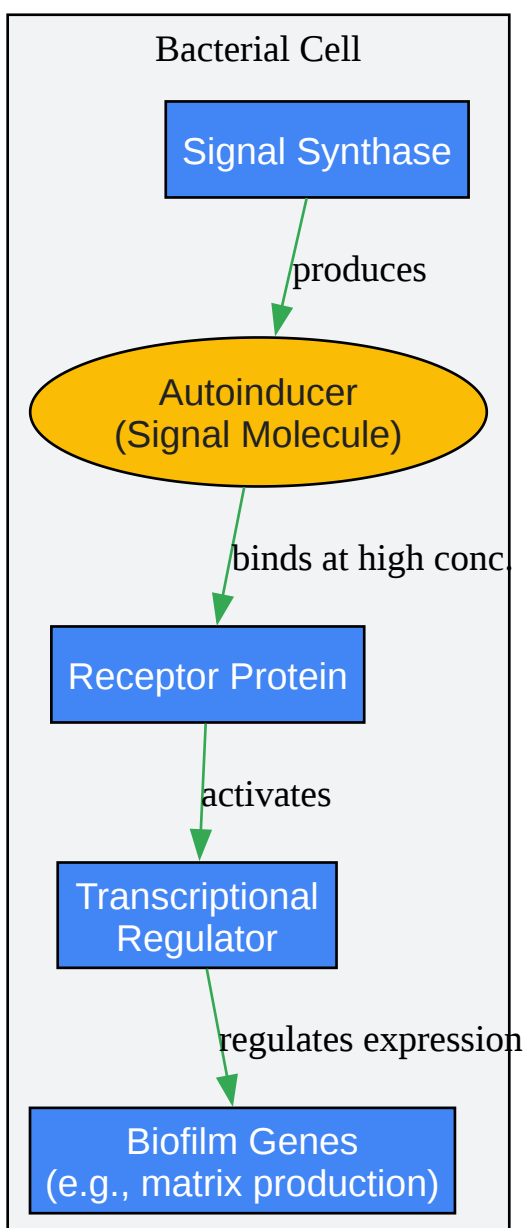 Bacterial Cell
Signal Synthase
produces
Autoinducer
(Signal Molecule)
binds at high conc.
Receptor Protein
activates
Transcriptional
Regulator
regulates expression
Biofilm Genes
(e.g., matrix production)